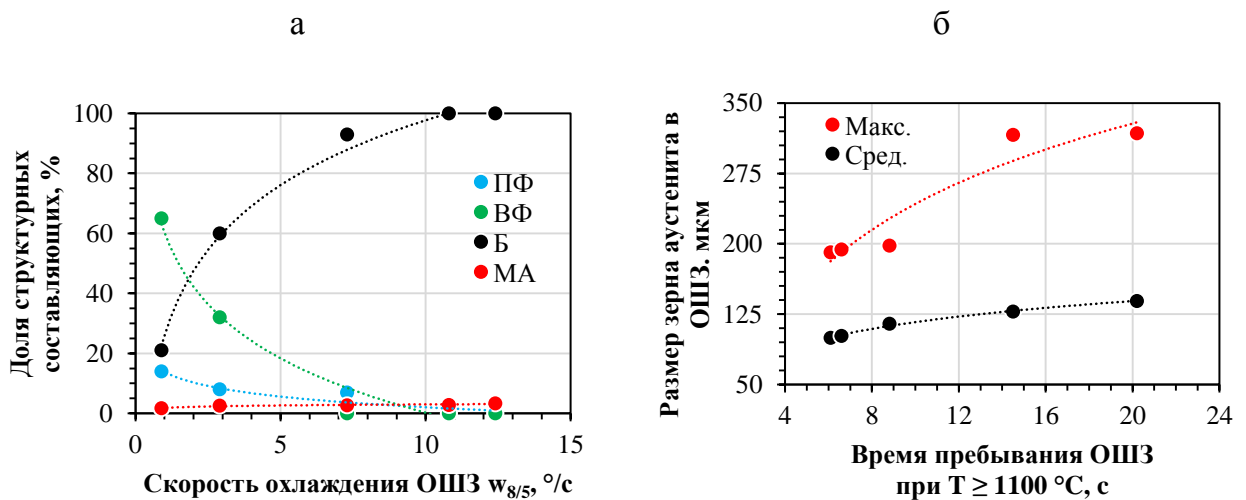 а
Доля структурных
составляющих, %
100
80
60
40
20
0
0
5
10
15
ПФ
ВФ
Б
МА
Скорость охлаждения ОШЗ w8/5, °/с
б
Размер зерна аустенита в
ОШЗ. мкм
350
275
200
125
50
4
8
12
16
20
24
Макс.
Сред.
Время пребывания ОШЗ
при T ≥ 1100 °C, с